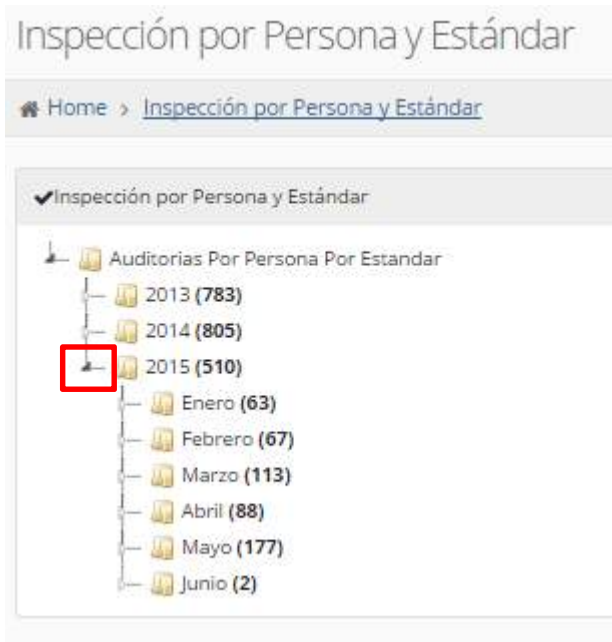 Inspección por Persona y Estándar
Home > Inspección por Persona y Estándar
Inspección por Persona y Estándar
Auditorias Por Persona Por Estandar
2013 (783)
2014 (805)
2015 (510)
Enero (63)
Febrero (67)
Marzo (113)
Abril (88)
Mayo (177)
Junio (2)